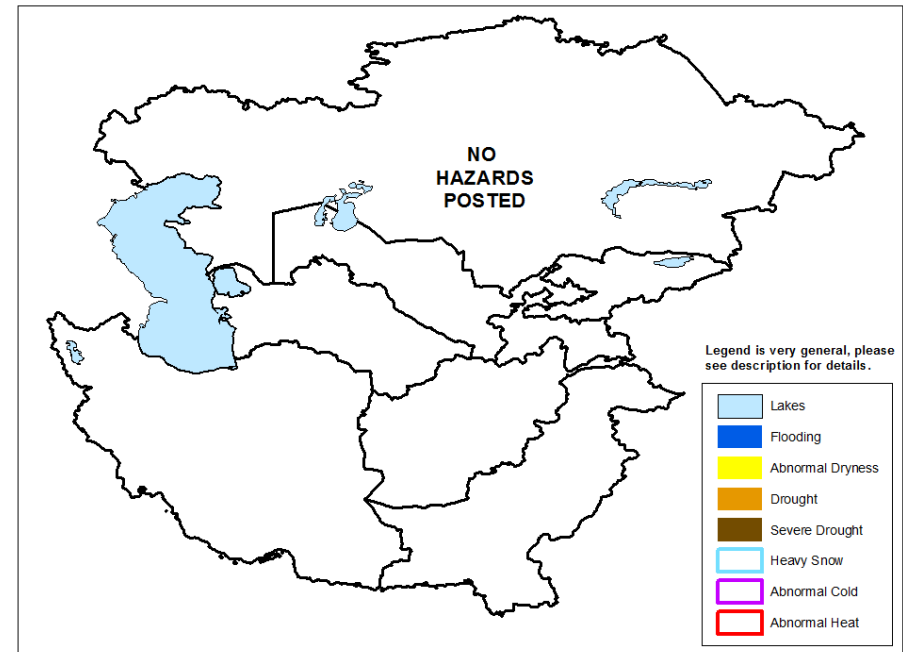 NO
HAZARDS
POSTED
Legend is very general, please
see description for details.
Lakes
Flooding
Abnormal Dryness
Drought
Severe Drought
Heavy Snow
Abnormal Cold
Abnormal Heat